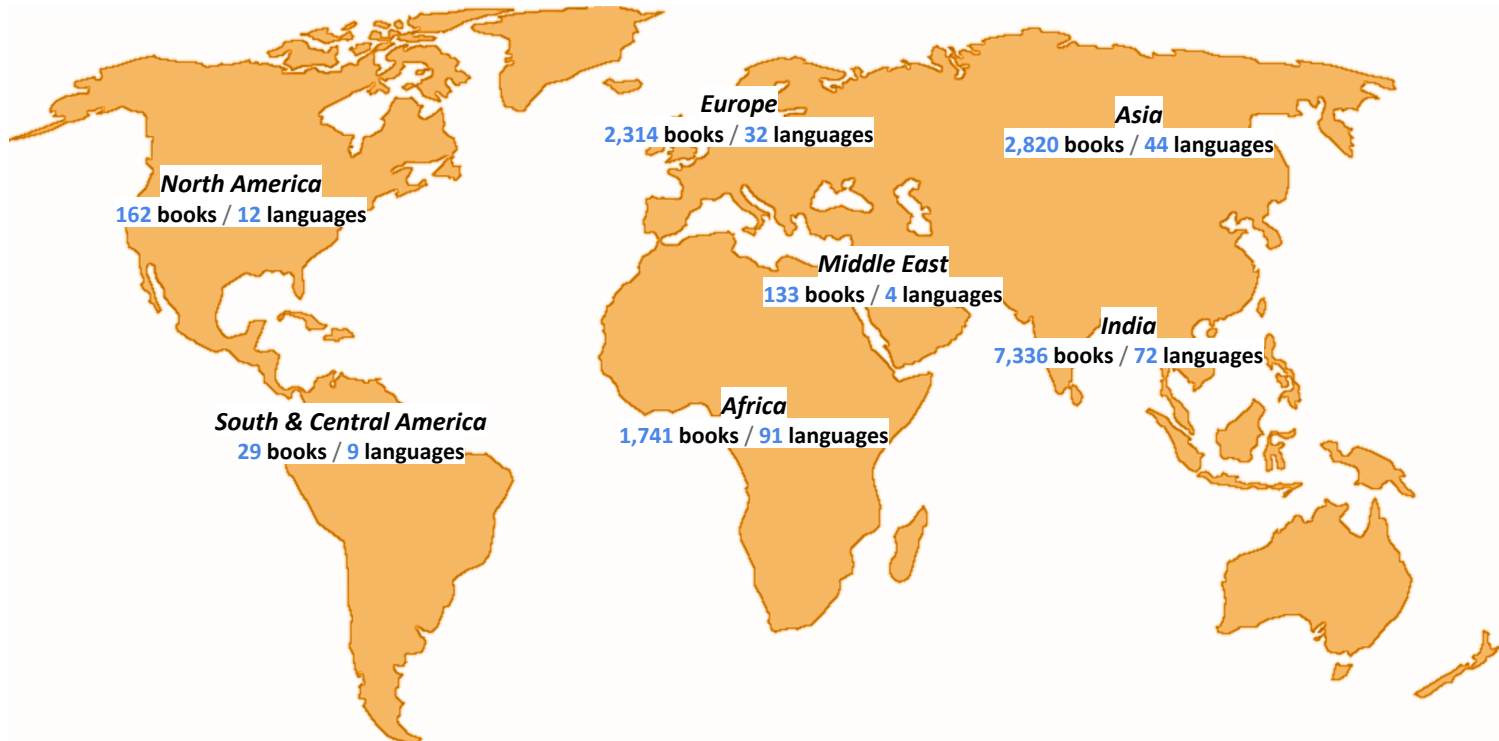 Europe
2,314 books / 32 languages
Asia
2,820 books / 44 languages
North America
162 books / 12 languages
Middle East
133 books / 4 languages
India
7,336 books / 72 languages
Africa
1,741 books / 91 languages
South & Central America
29 books / 9 languages